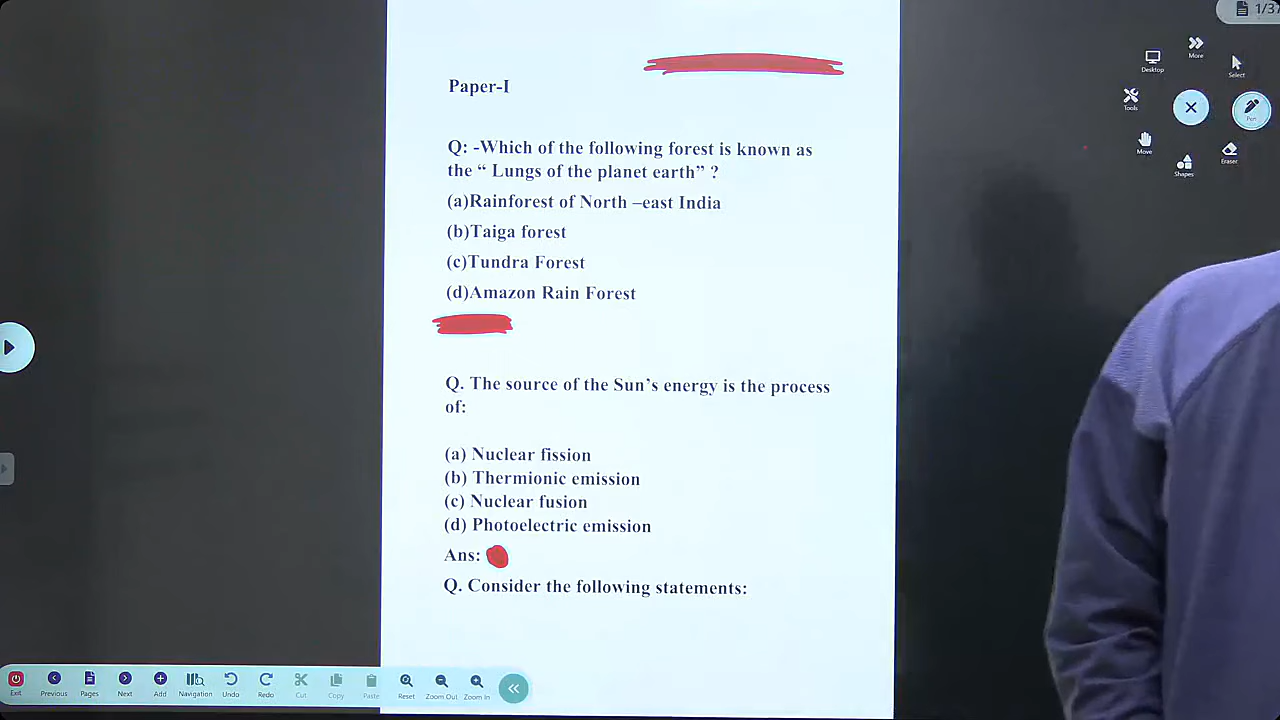 1/37
Desktop
More
Select
Tools
Pen
Move
Shapes
Eraser
Paper-I
Q: -Which of the following forest is known as
the “ Lungs of the planet earth” ?
(a)Rainforest of North –east India
(b)Taiga forest
(c)Tundra Forest
(d)Amazon Rain Forest
Q. The source of the Sun’s energy is the process
of:
(a) Nuclear fission
(b) Thermionic emission
(c) Nuclear fusion
(d) Photoelectric emission
Ans:
Q. Consider the following statements:
Exit
Previous
Pages
Next
Add
Navigation
Undo
Redo
Cut
Copy
Paste
Reset
Zoom Out
Zoom In